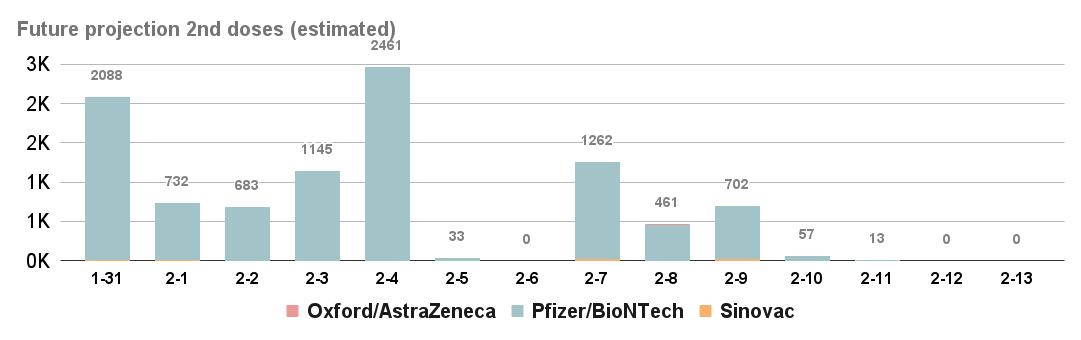 Future projection 2nd doses (estimated)
3K
2K
2K
1K
1K
0K
2088
732
683
1145
2461
33
0
1262
461
702
57
13
0
0
1-31 2-1 2-2 2-3 2-4 2-5 2-6 2-7 2-8 2-9 2-10 2-11 2-12 2-13
Oxford/AstraZeneca Pfizer/BioNTech Sinovac